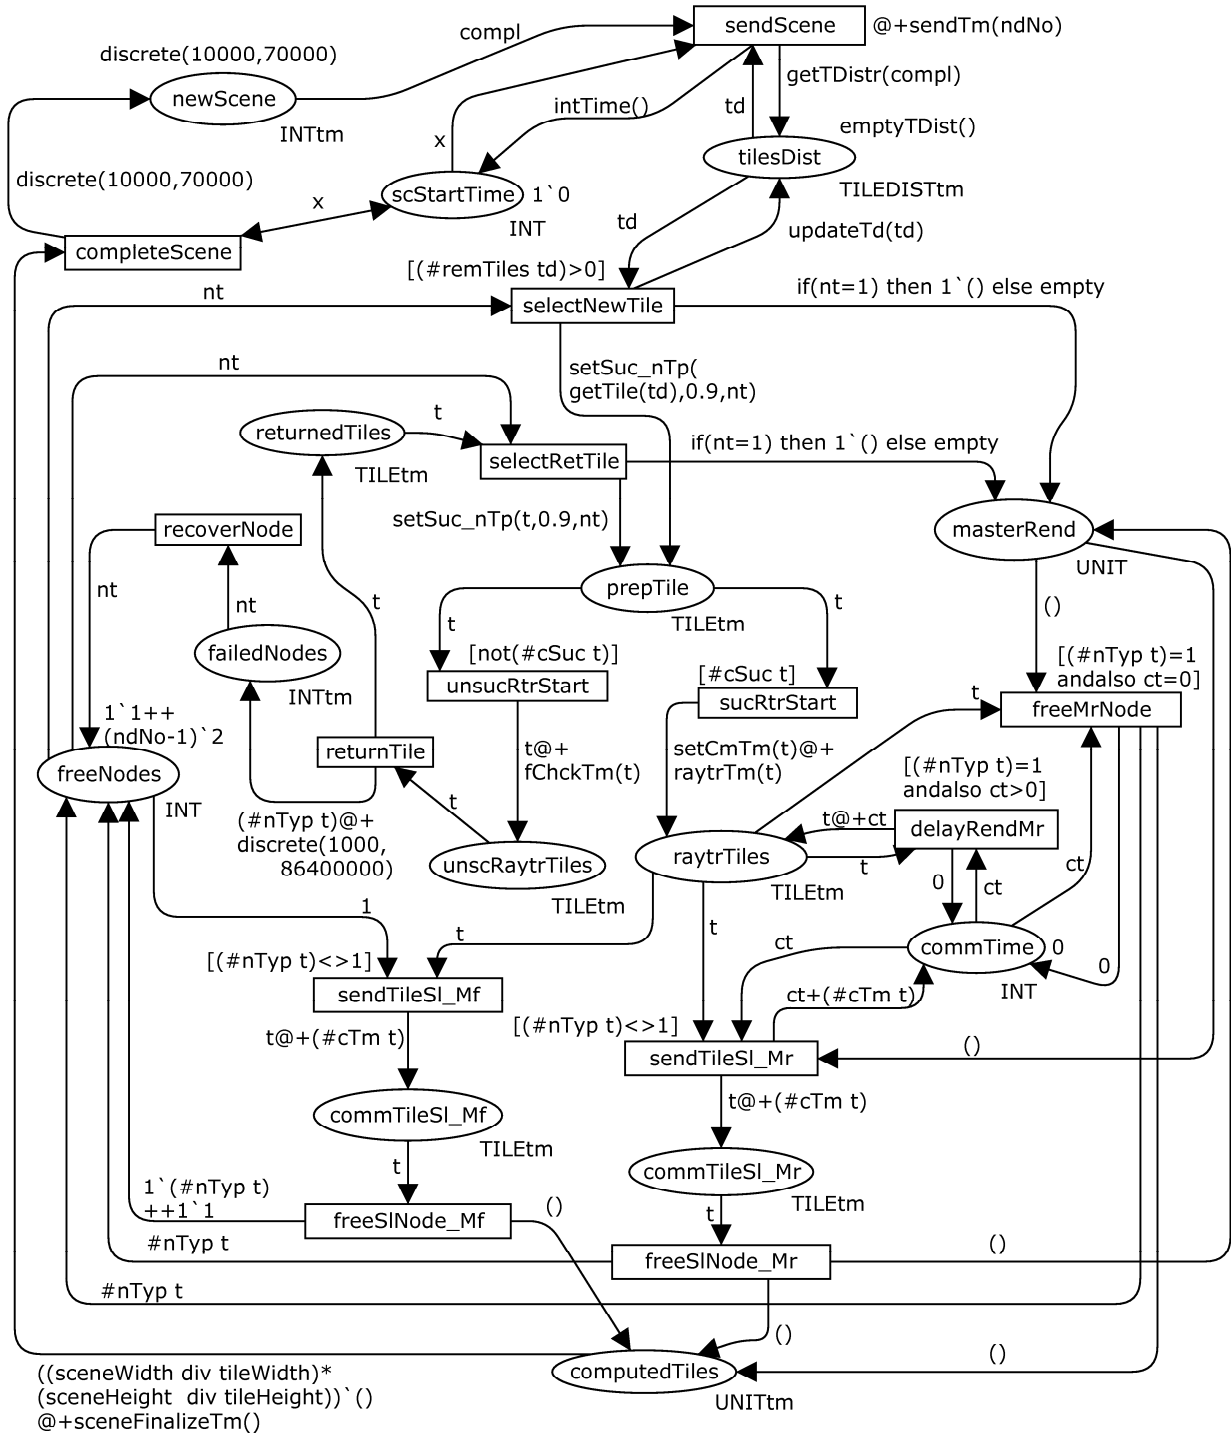 sendScene
@+sendTm(ndNo)
compl
discrete(10000,70000)
getTDistr(compl)
newScene
intTime()
td
emptyTDist()
INTtm
x
tilesDist
discrete(10000,70000)
TILEDISTtm
scStartTime
1`0
x
INT
td
updateTd(td)
completeScene
[(#remTiles td)>0]
nt
selectNewTile
if(nt=1) then 1`() else empty
nt
setSuc_nTp(
getTile(td),0.9,nt)
t
returnedTiles
selectRetTile
if(nt=1) then 1`() else empty
TILEtm
setSuc_nTp(t,0.9,nt)
recoverNode
masterRend
UNIT
nt
nt
t
prepTile
TILEtm
t
t
()
failedNodes
INTtm
[not(#cSuc t)]
unsucRtrStart
[#cSuc t]
sucRtrStart
[(#nTyp t)=1
andalso ct=0]
t
freeMrNode
1`1++
(ndNo-1)`2
returnTile
t@+
fChckTm(t)
setCmTm(t)@+
raytrTm(t)
freeNodes
INT
[(#nTyp t)=1
andalso ct>0]
t
(#nTyp t)@+
discrete(1000,
86400000)
t@+ct
delayRendMr
unscRaytrTiles
TILEtm
raytrTiles
TILEtm
t
0
ct
ct
1
t
t
ct
commTime
0
INT
0
[(#nTyp t)<>1]
sendTileSl_Mf
ct+(#cTm t)
[(#nTyp t)<>1]
t@+(#cTm t)
sendTileSl_Mr
()
t@+(#cTm t)
commTileSl_Mf
TILEtm
t
commTileSl_Mr
TILEtm
1`(#nTyp t)
++1`1
freeSlNode_Mf
()
t
#nTyp t
freeSlNode_Mr
()
#nTyp t
()
()
computedTiles
UNITtm
((sceneWidth div tileWidth)*
(sceneHeight  div tileHeight))`()
@+sceneFinalizeTm()